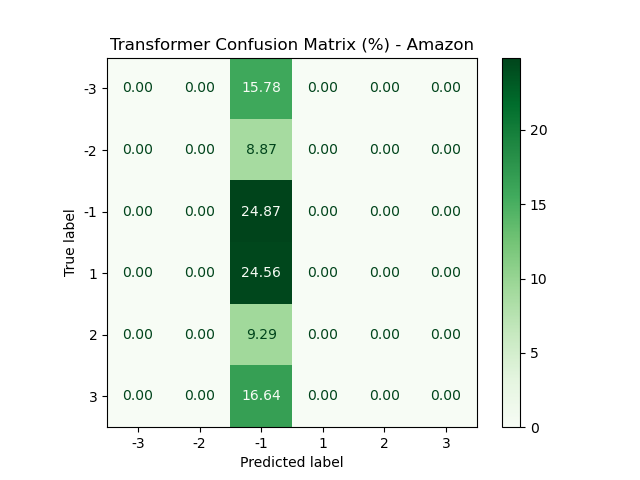 Transformer Confusion Matrix (%) - Amazon
-3 0.00 0.00 15.78 0.00 0.00 0.00
-2 0.00 0.00 8.87 0.00 0.00 0.00
-1 0.00 0.00 24.87 0.00 0.00 0.00
1 0.00 0.00 24.56 0.00 0.00 0.00
2 0.00 0.00 9.29 0.00 0.00 0.00
3 0.00 0.00 16.64 0.00 0.00 0.00
-3 -2 -1 1 2 3
Predicted label
True label
20
15
10
5
0